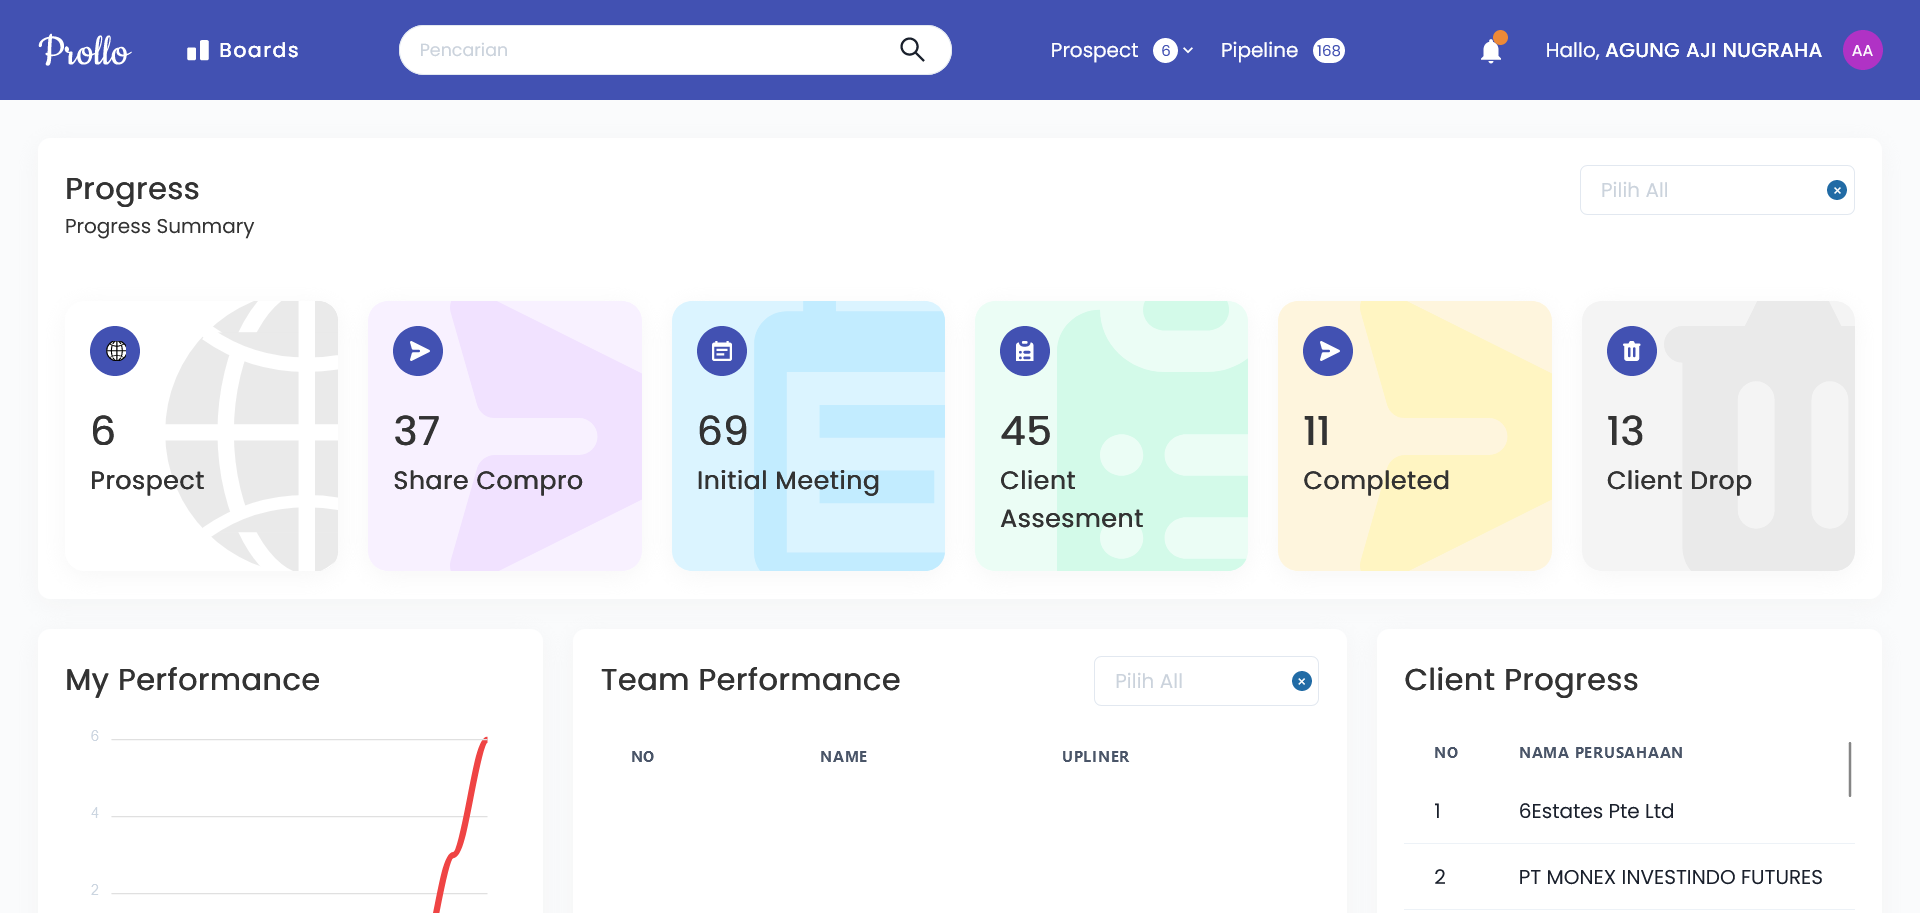 Prollo
Boards
Pencarian
Prospect 6
Pipeline 168
Hallo, AGUNG AJI NUGRAHA
AA
Progress
Progress Summary
Pilih All
6
Prospect
37
Share Compro
69
Initial Meeting
45
Client
Assesment
11
Completed
13
Client Drop
My Performance
6
4
2
Team Performance
Pilih All
NO NAME UPLINER
Client Progress
NO NAMA PERUSAHAAN
1 6Estates Pte Ltd
2 PT MONEX INVESTINDO FUTURES